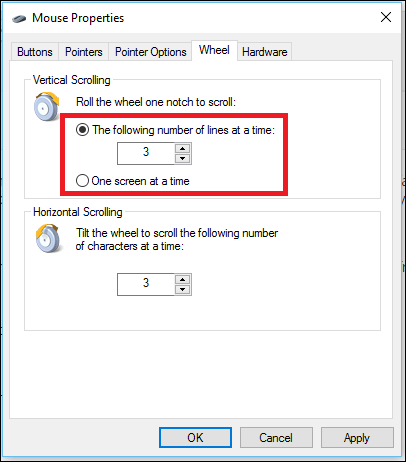 Mouse Properties
Buttons Pointers Pointer Options Wheel Hardware
Vertical Scrolling
Roll the wheel one notch to scroll:
The following number of lines at a time:
3
One screen at a time
Horizontal Scrolling
Tilt the wheel to scroll the following number
of characters at a time:
3
OK Cancel Apply